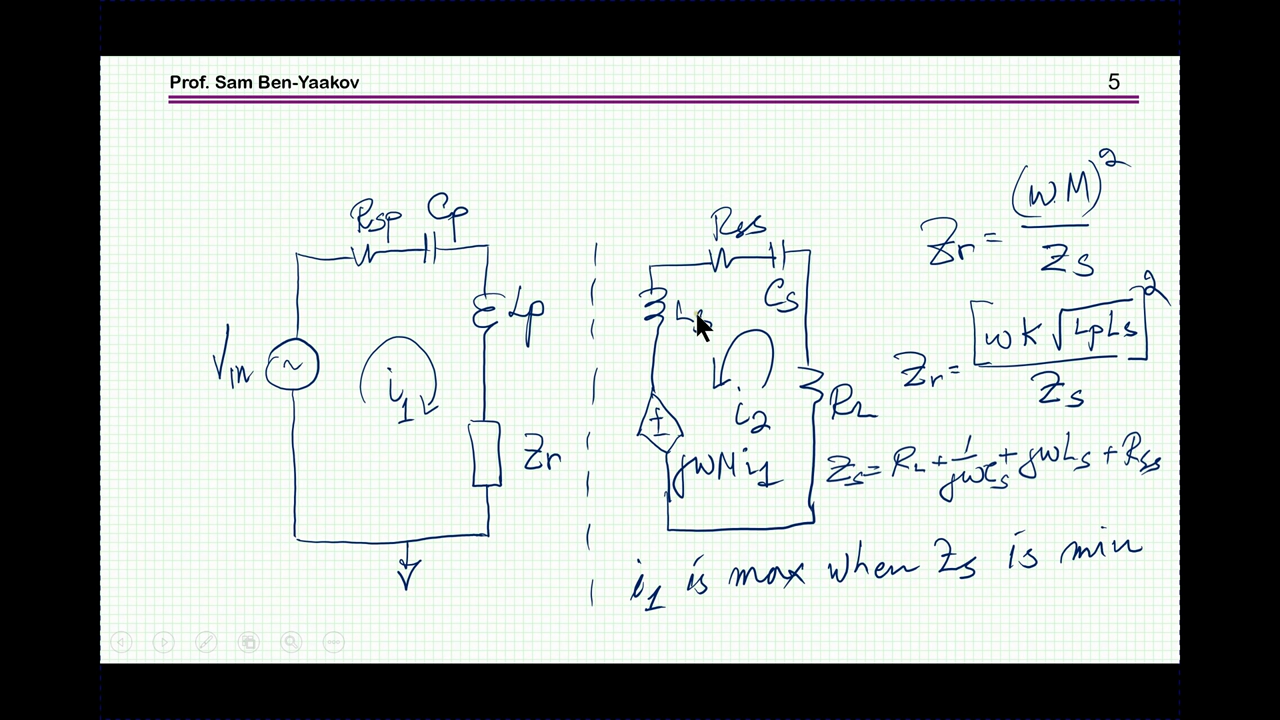 Prof. Sam Ben-Yaakov
5
Rsp Cp
Lp
Vin
~
i1
Zr
Rss
Cs
Ls
i2
RL
±
jωMi1
Zr = (ωM)² / Zs
Zr = [ωK√LpLs]² / Zs
Zs = RL + 1/jωCs + jωLs + Rss
i1 is max when Zs is min